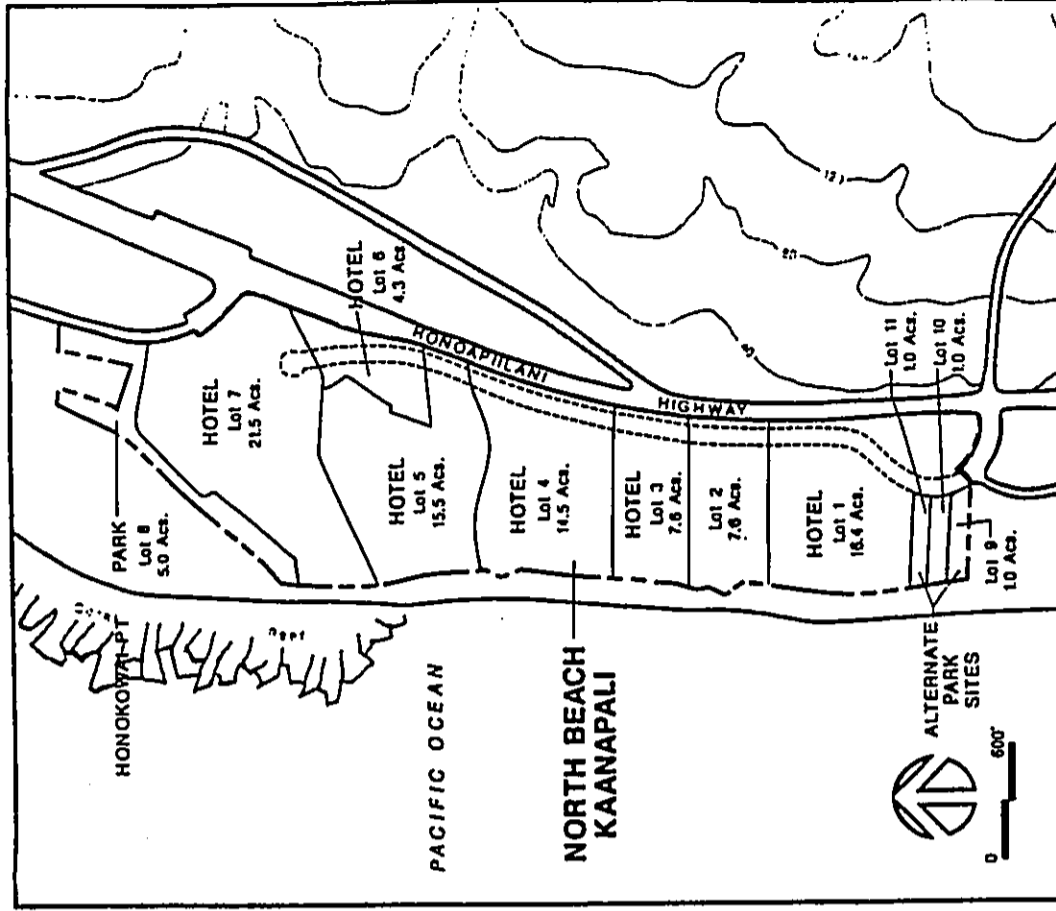 HONOKOWAI PT
PARK
Lot 8
5.0 Acs.
HOTEL
Lot 7
21.5 Acs.
HOTEL
Lot 6
4.3 Acs.
HONOAPIILANI
HIGHWAY
HOTEL
Lot 5
15.5 Acs.
HOTEL
Lot 4
14.5 Acs.
HOTEL
Lot 3
7.6 Acs.
Lot 2
7.6 Acs.
HOTEL
Lot 1
16.4 Acs.
Lot 11
1.0 Acs.
Lot 10
1.0 Acs.
Lot 9
1.0 Acs.
PACIFIC OCEAN
Reef
NORTH BEACH
KAANAPALI
ALTERNATE
PARK
SITES
0
600'